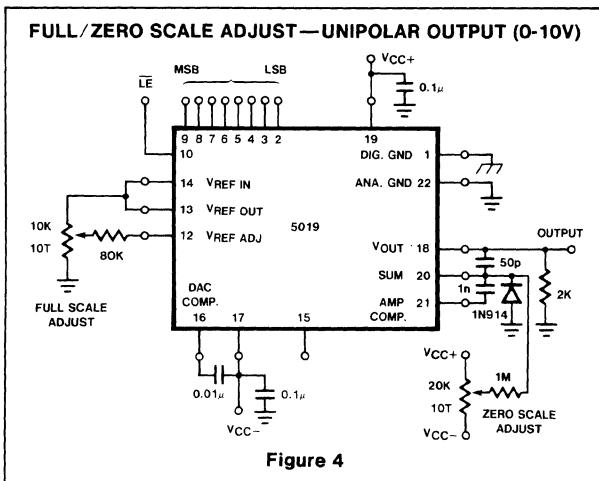 FULL/ZERO SCALE ADJUST—UNIPOLAR OUTPUT (0-10V)
LE
MSB
LSB
VCC+
0.1μ
9 8 7 6 5 4 3 2
19
10
DIG. GND 1
14 VREF IN
ANA. GND 22
13 VREF OUT
5019
12 VREF ADJ
10K
10T
80K
FULL SCALE
ADJUST
VOUT 18
OUTPUT
50p
SUM 20
1n
2K
AMP
COMP. 21
1N914
DAC
COMP.
16 17 15
0.01μ
0.1μ
VCC-
VCC+
20K
10T
1M
VCC-
ZERO SCALE
ADJUST
Figure 4